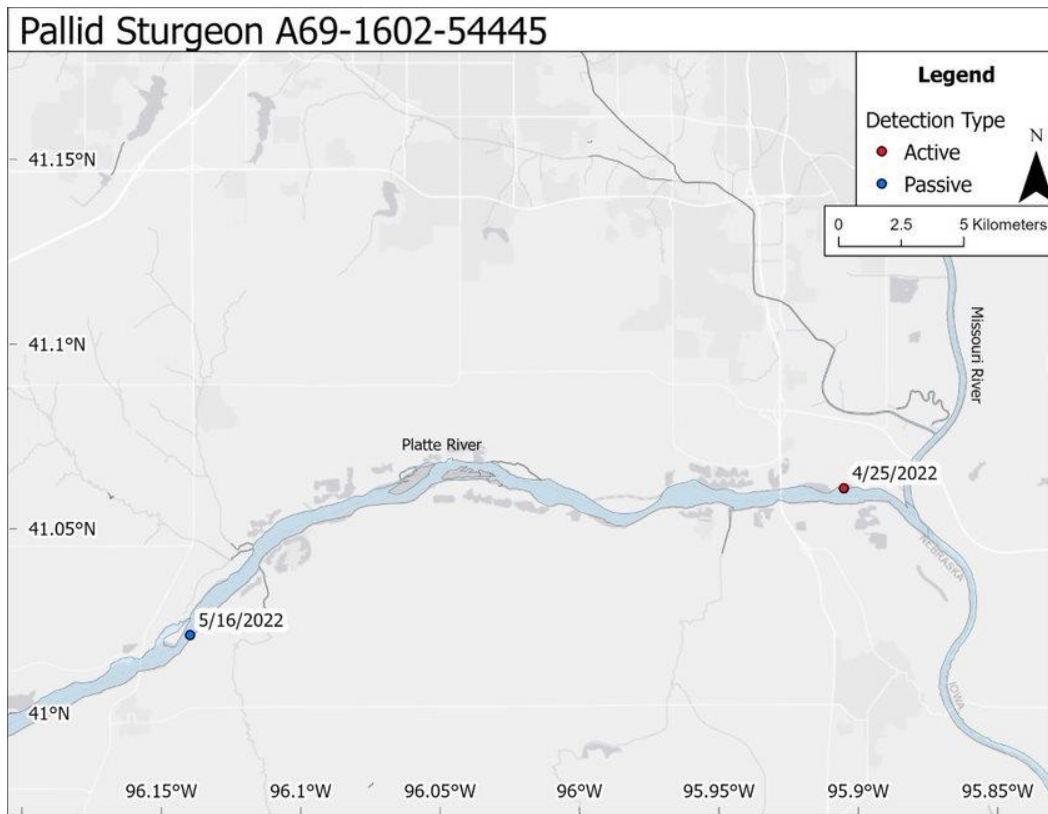 Pallid Sturgeon A69-1602-54445
Legend
Detection Type
Active
Passive
N
0 2.5 5 Kilometers
41.15°N
41.1°N
Missouri River
Platte River
4/25/2022
41.05°N
NEBRASKA
5/16/2022
IOWA
41°N
96.15°W 96.1°W 96.05°W 96°W 95.95°W 95.9°W 95.85°W